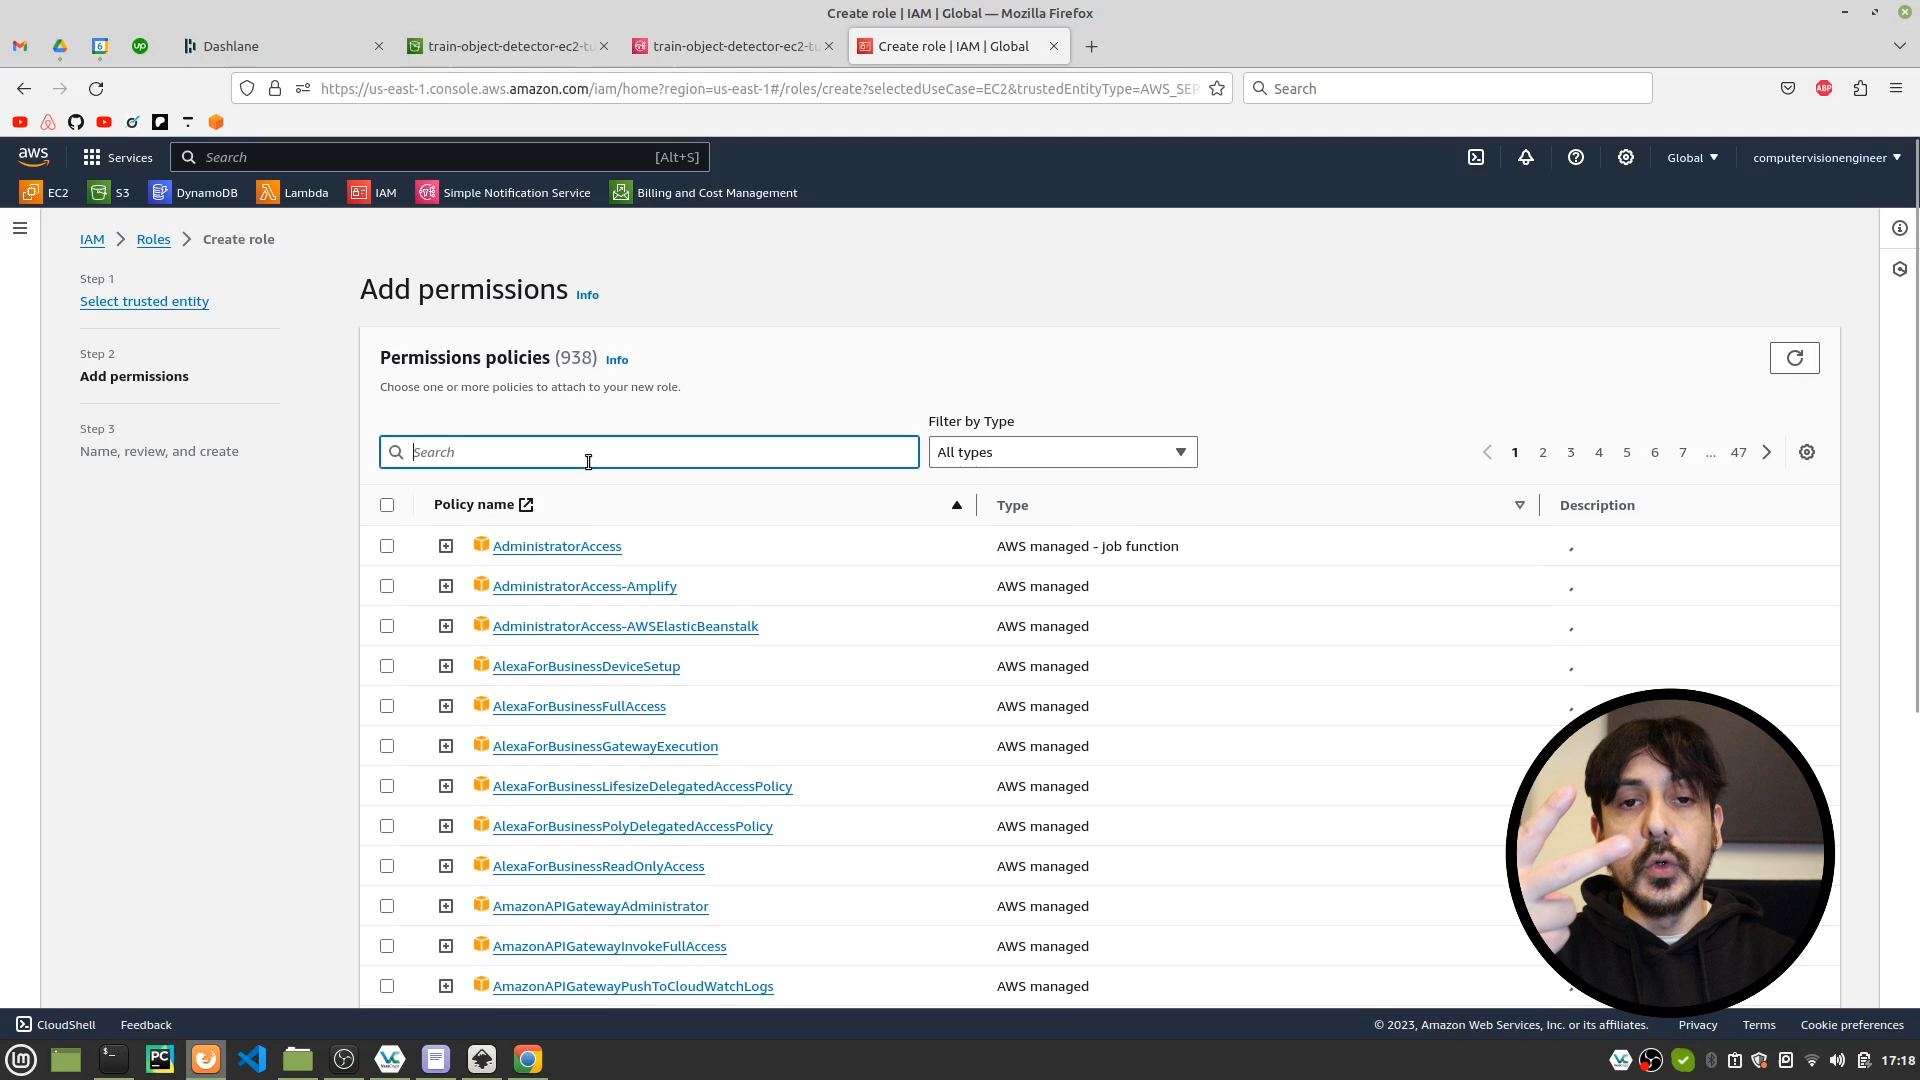 Create role | IAM | Global — Mozilla Firefox
Dashlane
train-object-detector-ec2-tu
train-object-detector-ec2-tu
Create role | IAM | Global
https://us-east-1.console.aws.amazon.com/iam/home?region=us-east-1#/roles/create?selectedUseCase=EC2&trustedEntityType=AWS_SER
Search
ABP
aws
Services
Search
[Alt+S]
Global
computervisionengineer
EC2
S3
DynamoDB
Lambda
IAM
Simple Notification Service
Billing and Cost Management
IAM
Roles
Create role
Step 1
Select trusted entity
Step 2
Add permissions
Step 3
Name, review, and create
Add permissions Info
Permissions policies (938) Info
Choose one or more policies to attach to your new role.
Filter by Type
Search
All types
1 2 3 4 5 6 7 ... 47
Policy name
Type
Description
AdministratorAccess
AWS managed - job function
AdministratorAccess-Amplify
AWS managed
AdministratorAccess-AWSElasticBeanstalk
AWS managed
AlexaForBusinessDeviceSetup
AWS managed
AlexaForBusinessFullAccess
AWS managed
AlexaForBusinessGatewayExecution
AWS managed
AlexaForBusinessLifesizeDelegatedAccessPolicy
AWS managed
AlexaForBusinessPolyDelegatedAccessPolicy
AWS managed
AlexaForBusinessReadOnlyAccess
AWS managed
AmazonAPIGatewayAdministrator
AWS managed
AmazonAPIGatewayInvokeFullAccess
AWS managed
AmazonAPIGatewayPushToCloudWatchLogs
AWS managed
CloudShell
Feedback
© 2023, Amazon Web Services, Inc. or its affiliates.
Privacy
Terms
Cookie preferences
PC
17:18